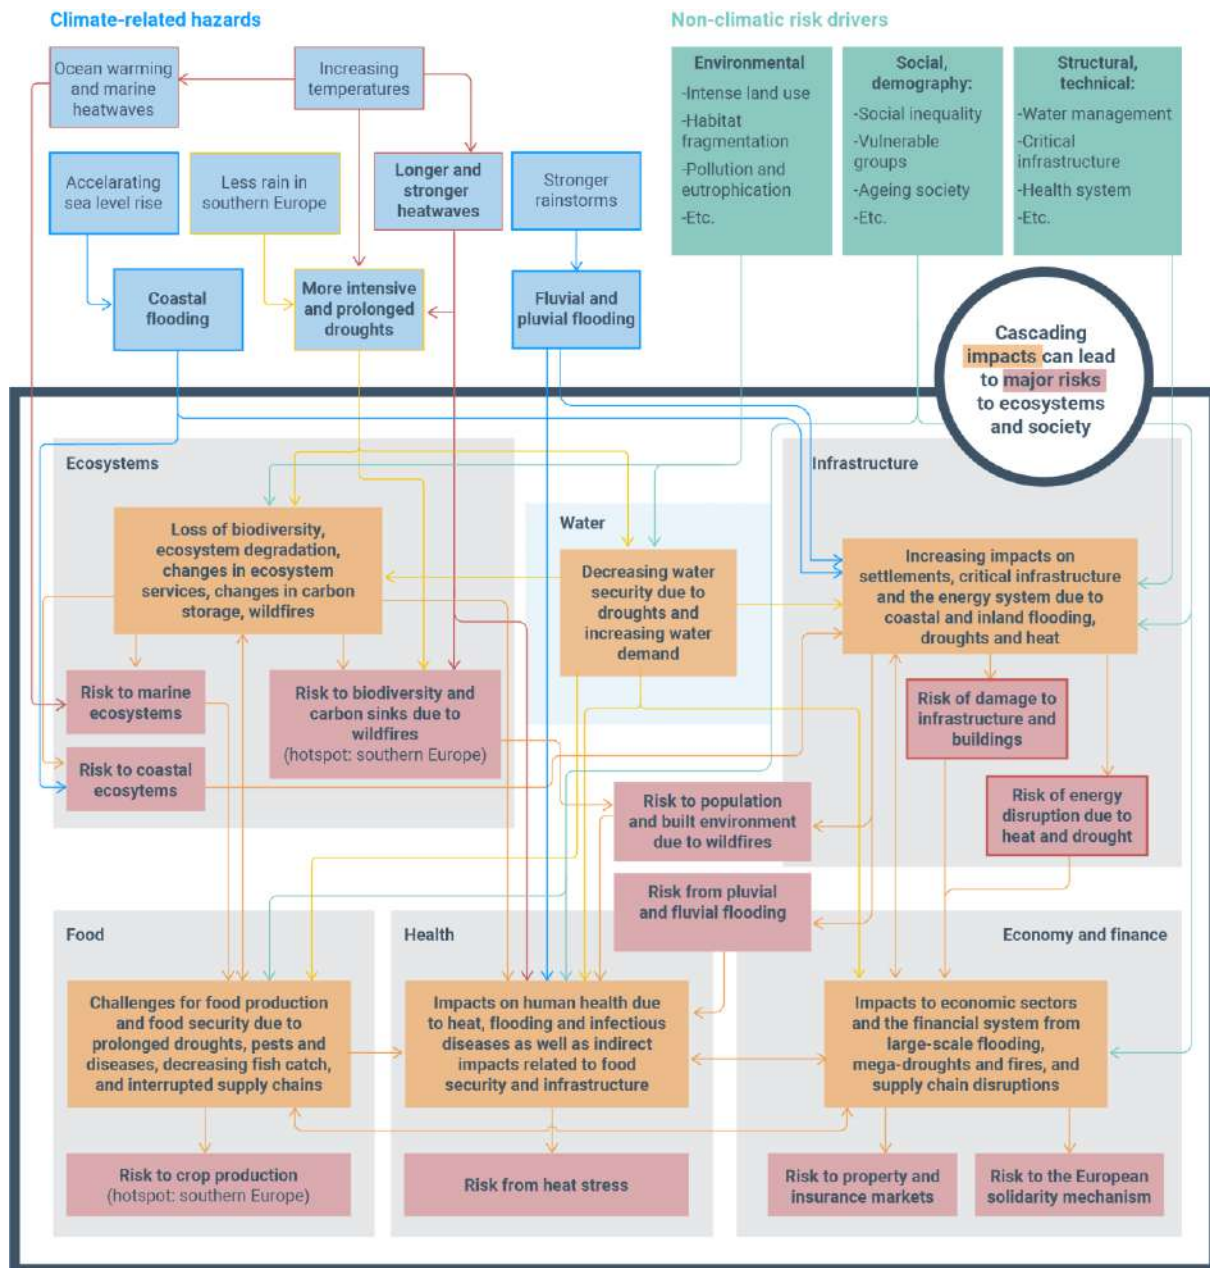 Climate-related hazards
Non-climatic risk drivers
Ocean warming
and marine
heatwaves
Increasing
temperatures
Accelarating
sea level rise
Less rain in
southern Europe
Longer and
stronger
heatwaves
Stronger
rainstorms
Coastal
flooding
More intensive
and prolonged
droughts
Fluvial and
pluvial flooding
Environmental
-Intense land use
-Habitat
fragmentation
-Pollution and
eutrophication
-Etc.
Social,
demography:
-Social inequality
-Vulnerable
groups
-Ageing society
-Etc.
Structural,
technical:
-Water management
-Critical
infrastructure
-Health system
-Etc.
Cascading
impacts can lead
to major risks
to ecosystems
and society
Ecosystems
Loss of biodiversity,
ecosystem degradation,
changes in ecosystem
services, changes in carbon
storage, wildfires
Risk to marine
ecosystems
Risk to coastal
ecosytems
Risk to biodiversity and
carbon sinks due to
wildfires
(hotspot: southern Europe)
Water
Decreasing water
security due to
droughts and
increasing water
demand
Infrastructure
Increasing impacts on
settlements, critical infrastructure
and the energy system due to
coastal and inland flooding,
droughts and heat
Risk of damage to
infrastructure and
buildings
Risk of energy
disruption due to
heat and drought
Risk to population
and built environment
due to wildfires
Risk from pluvial
and fluvial flooding
Food
Challenges for food production
and food security due to
prolonged droughts, pests and
diseases, decreasing fish catch,
and interrupted supply chains
Risk to crop production
(hotspot: southern Europe)
Health
Impacts on human health due
to heat, flooding and infectious
diseases as well as indirect
impacts related to food
security and infrastructure
Risk from heat stress
Economy and finance
Impacts to economic sectors
and the financial system from
large-scale flooding,
mega-droughts and fires, and
supply chain disruptions
Risk to property and
insurance markets
Risk to the European
solidarity mechanism